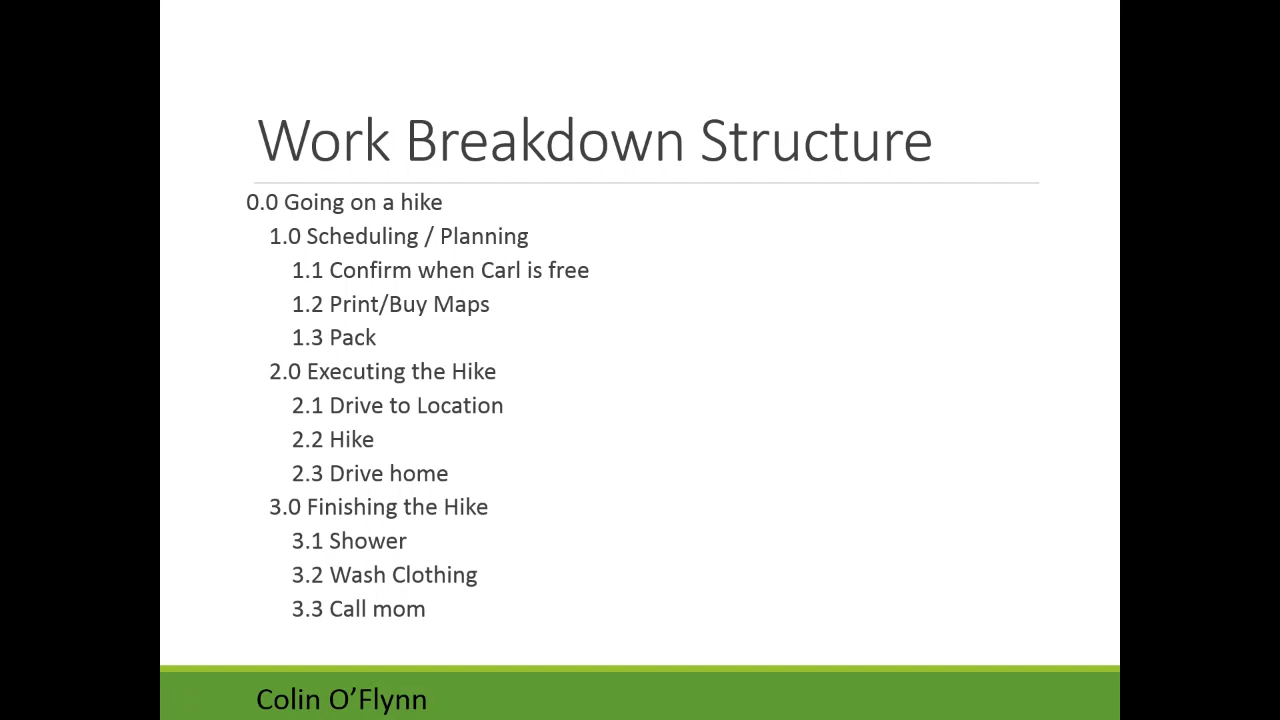 Work Breakdown Structure
0.0 Going on a hike
1.0 Scheduling / Planning
1.1 Confirm when Carl is free
1.2 Print/Buy Maps
1.3 Pack
2.0 Executing the Hike
2.1 Drive to Location
2.2 Hike
2.3 Drive home
3.0 Finishing the Hike
3.1 Shower
3.2 Wash Clothing
3.3 Call mom
Colin O’Flynn